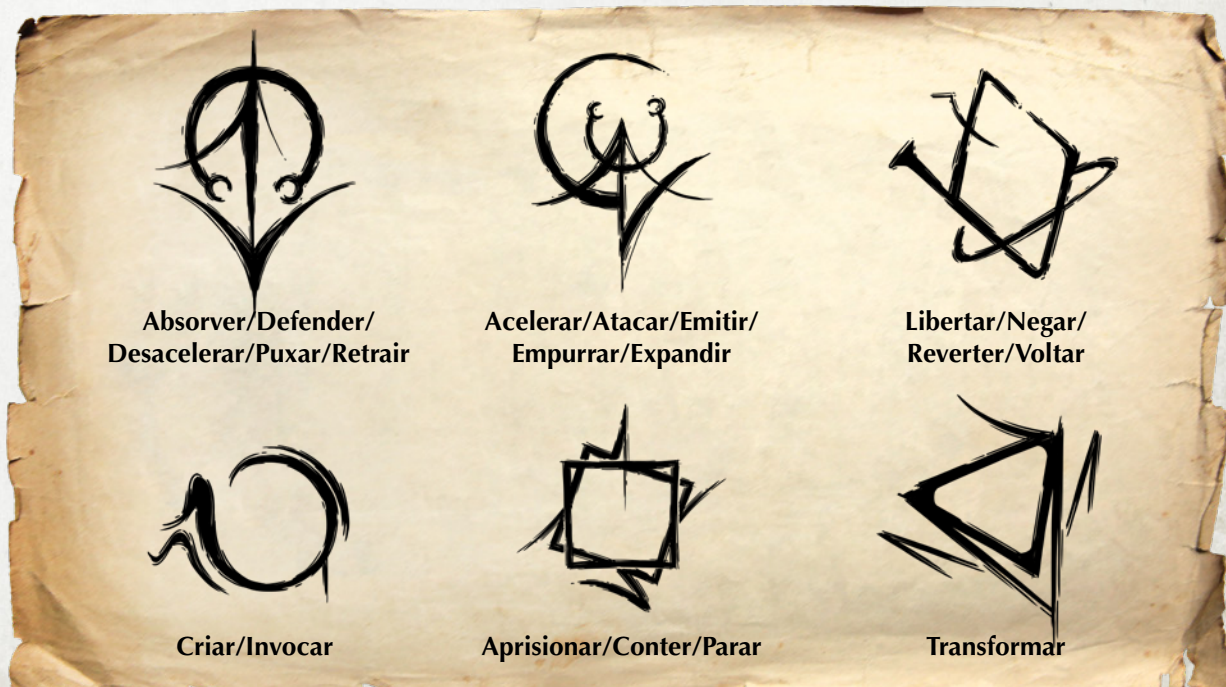 Absorver/Defender/
Desacelerar/Puxar/Retrair
Acelerar/Atacar/Emitir/
Empurrar/Expandir
Libertar/Negar/
Reverter/Voltar
Criar/Invocar
Aprisionar/Conter/Parar
Transformar